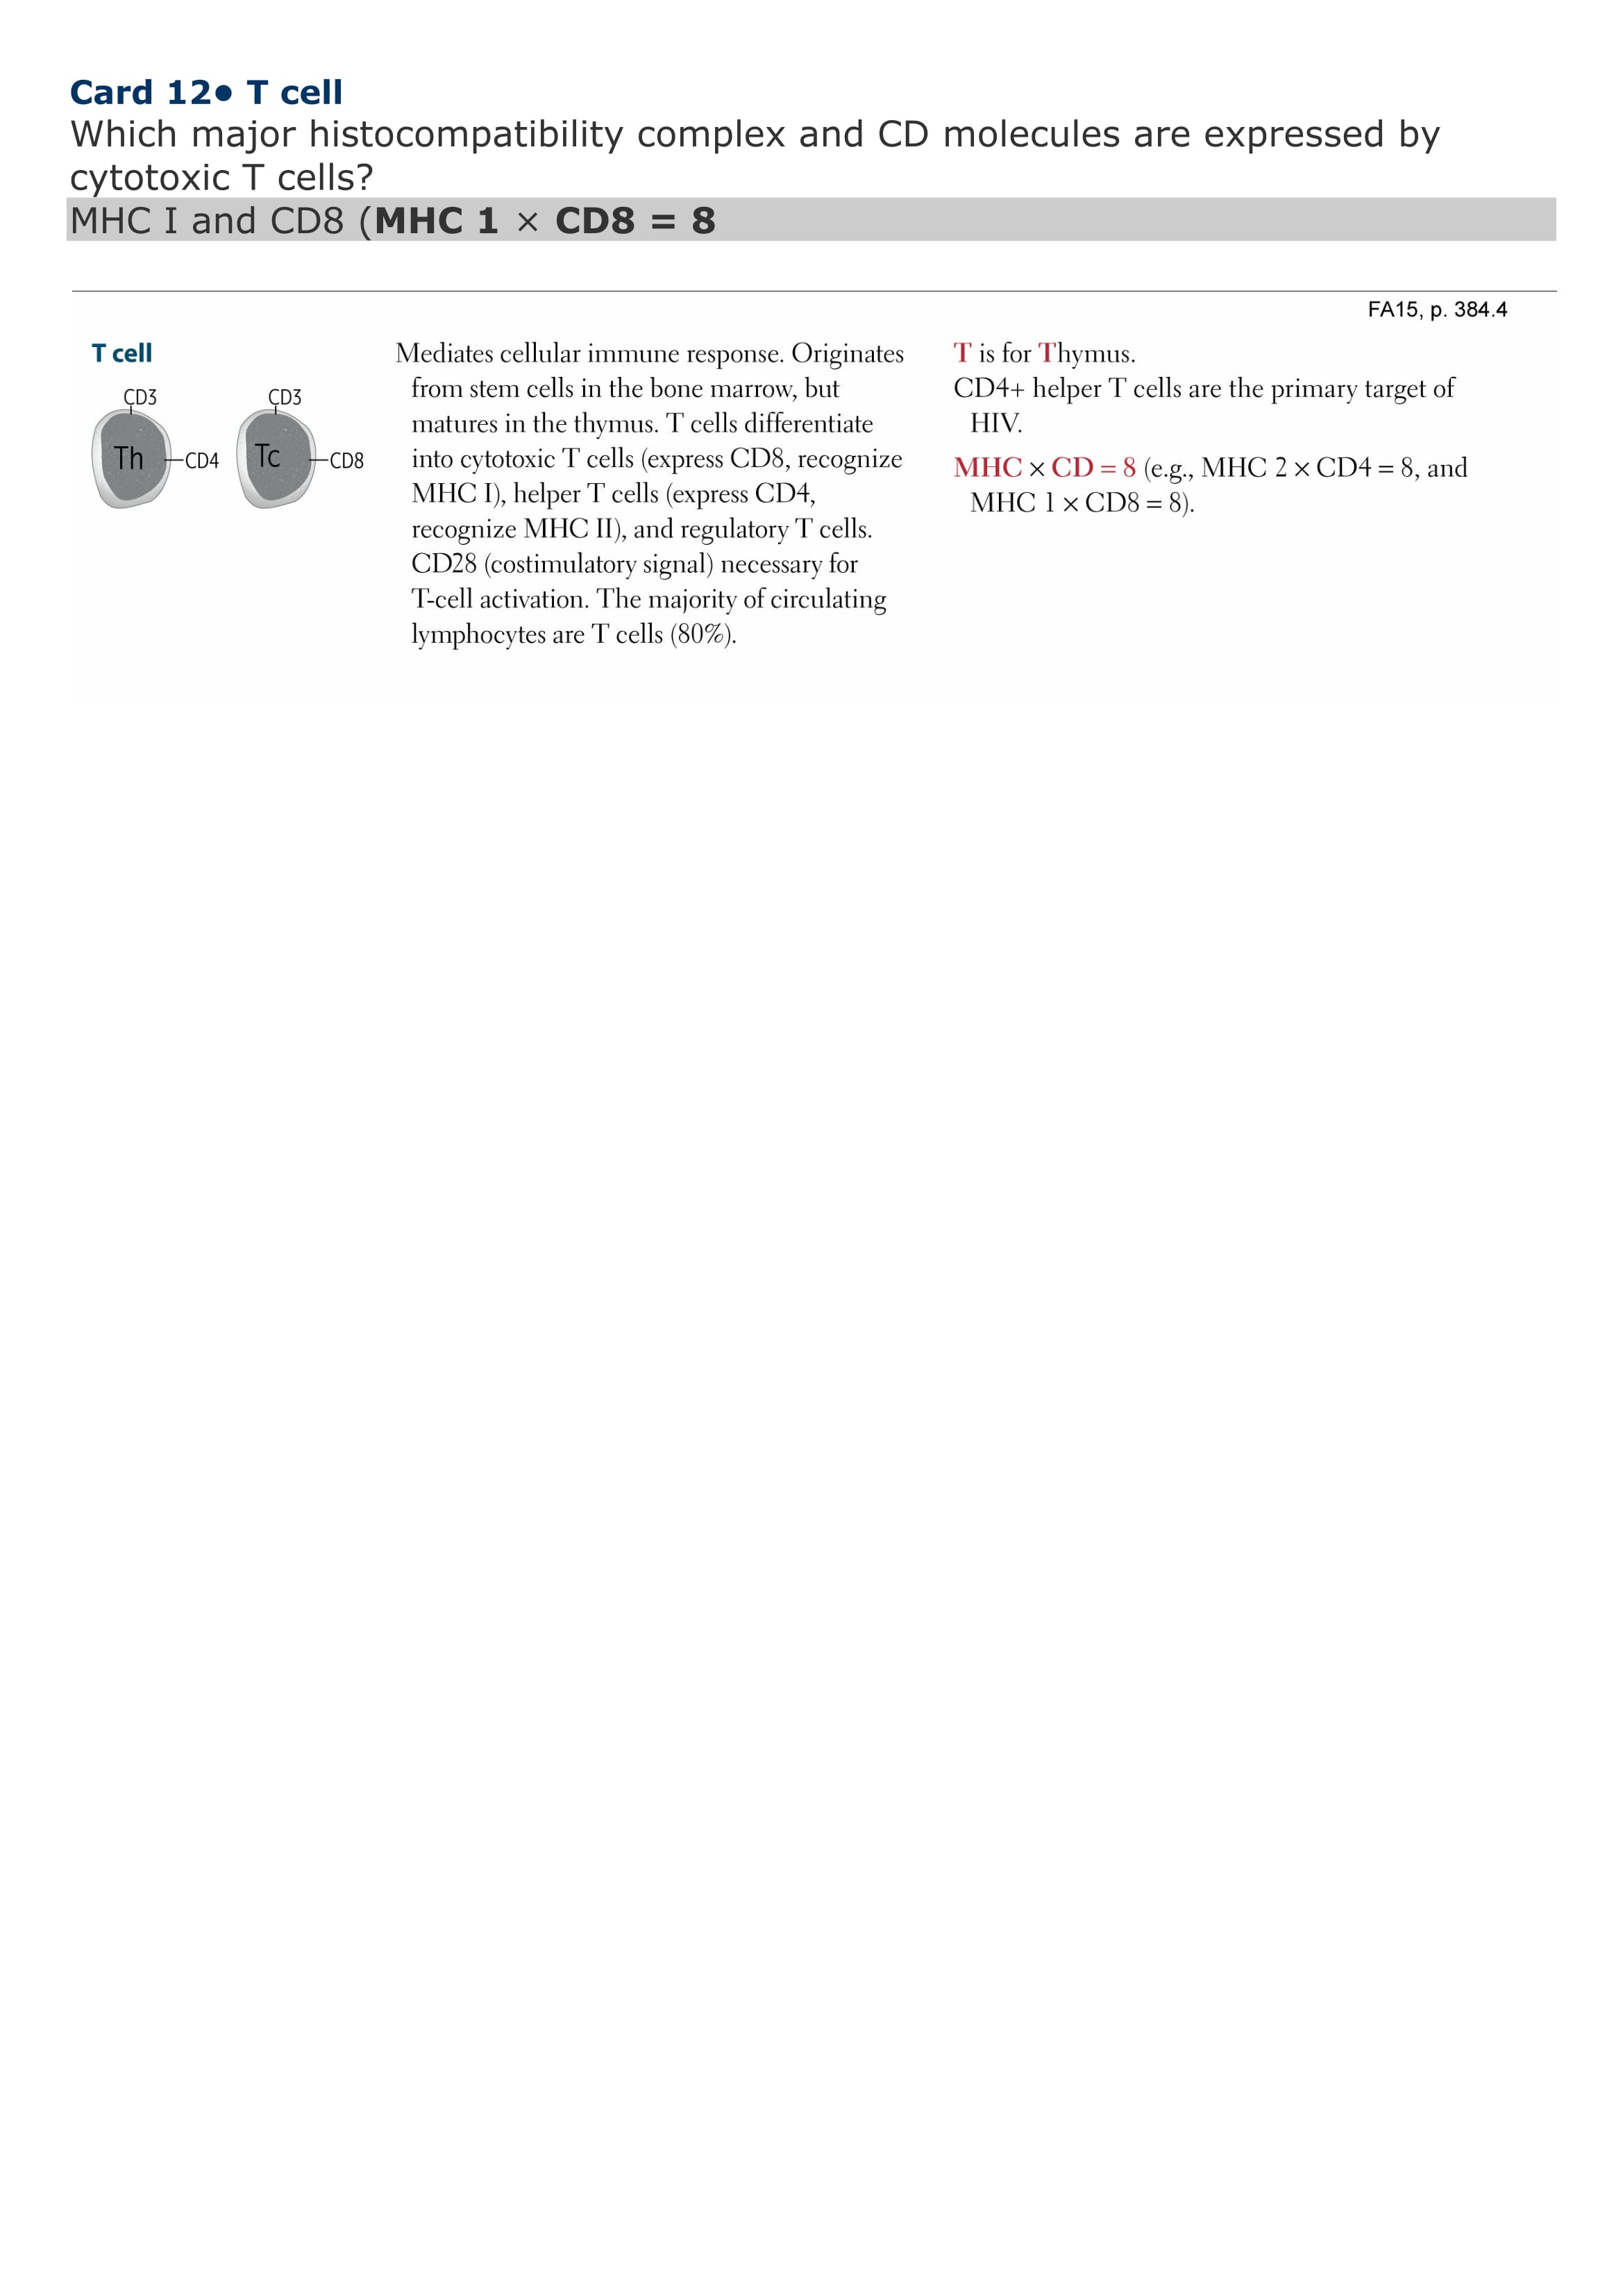 Card 12● T cell
Which major histocompatibility complex and CD molecules are expressed by
cytotoxic T cells?
MHC I and CD8 (MHC 1 × CD8 = 8
FA15, p. 384.4
T cell
CD3
CD3
Th
CD4
Tc
CD8
Mediates cellular immune response. Originates
from stem cells in the bone marrow, but
matures in the thymus. T cells differentiate
into cytotoxic T cells (express CD8, recognize
MHC I), helper T cells (express CD4,
recognize MHC II), and regulatory T cells.
CD28 (costimulatory signal) necessary for
T-cell activation. The majority of circulating
lymphocytes are T cells (80%).
T is for Thymus.
CD4+ helper T cells are the primary target of
HIV.
MHC × CD = 8 (e.g., MHC 2 × CD4 = 8, and
MHC 1 × CD8 = 8).